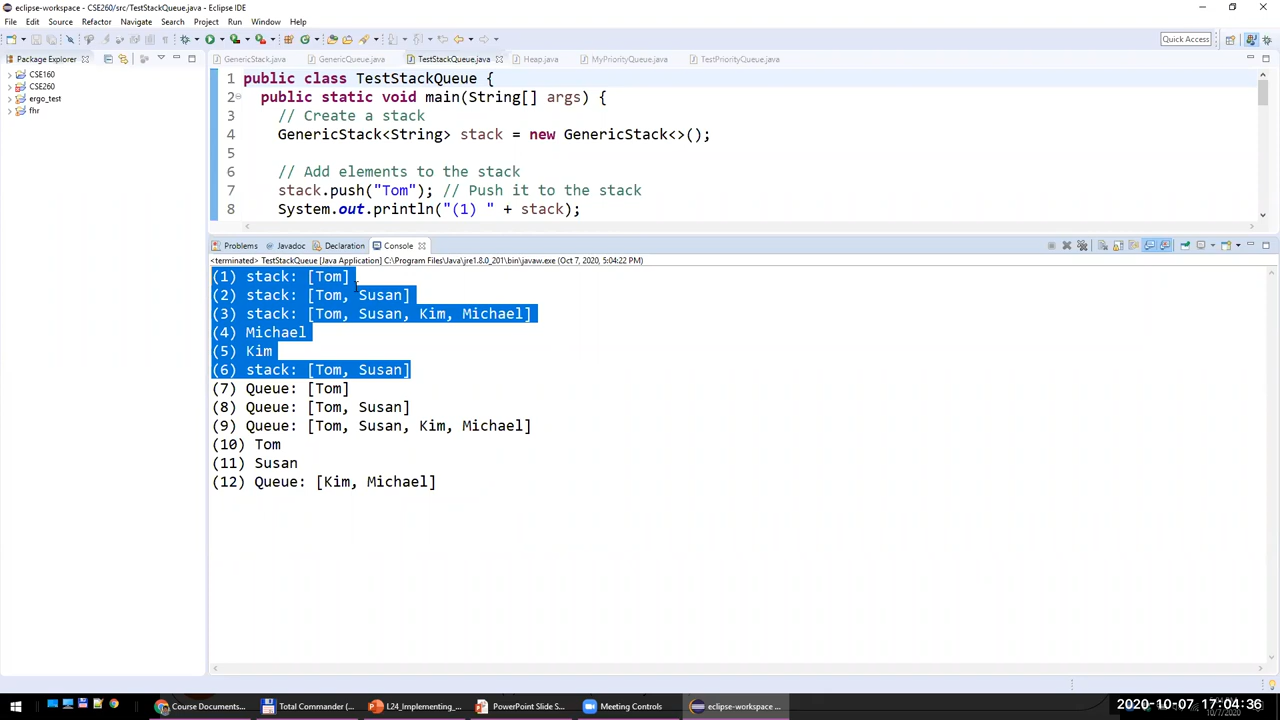 eclipse-workspace - CSE260/src/TestStackQueue.java - Eclipse IDE
File Edit Source Refactor Navigate Search Project Run Window Help
Quick Access
Package Explorer
GenericStack.java GenericQueue.java TestStackQueue.java Heap.java MyPriorityQueue.java TestPriorityQueue.java
CSE160
CSE260
ergo_test
fhr
1 public class TestStackQueue {
2 public static void main(String[] args) {
3 // Create a stack
4 GenericStack<String> stack = new GenericStack<>();
5
6 // Add elements to the stack
7 stack.push("Tom"); // Push it to the stack
8 System.out.println("(1) " + stack);
Problems Javadoc Declaration Console
<terminated> TestStackQueue [Java Application] C:\Program Files\Java\jre1.8.0_201\bin\javaw.exe (Oct 7, 2020, 5:04:22 PM)
(1) stack: [Tom]
(2) stack: [Tom, Susan]
(3) stack: [Tom, Susan, Kim, Michael]
(4) Michael
(5) Kim
(6) stack: [Tom, Susan]
(7) Queue: [Tom]
(8) Queue: [Tom, Susan]
(9) Queue: [Tom, Susan, Kim, Michael]
(10) Tom
(11) Susan
(12) Queue: [Kim, Michael]
Course Documents... Total Commander (... L24_Implementing_... PowerPoint Slide S... Meeting Controls eclipse-workspace ...
2020-10-07 17:04:36
10/7/2020